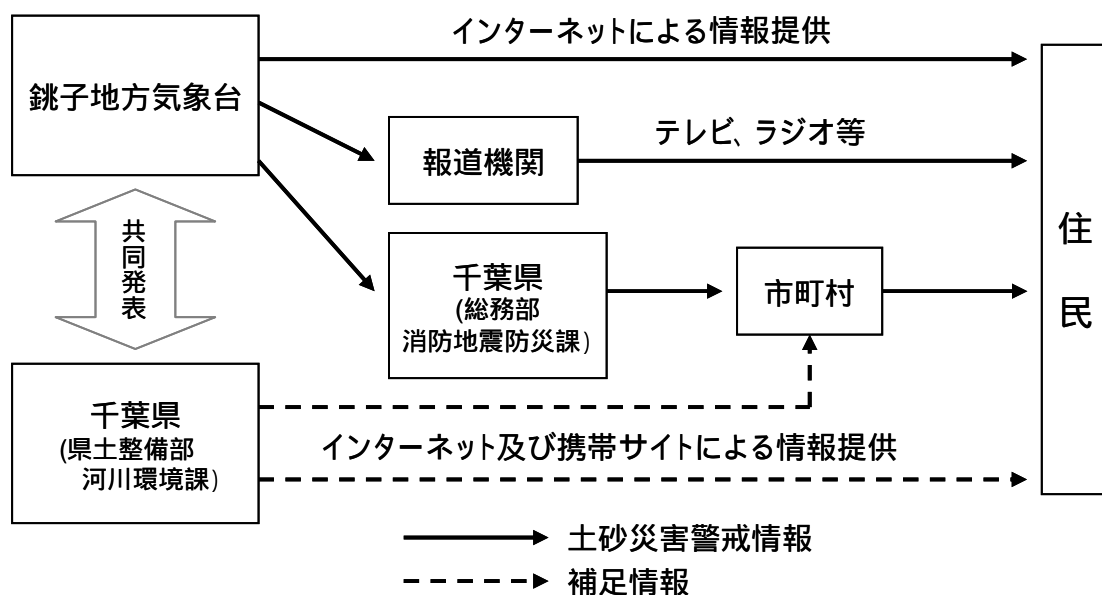 インターネットによる情報提供
銚子地方気象台
テレビ、ラジオ等
報道機関
住民
共同発表
千葉県
(総務部
消防地震防災課)
市町村
千葉県
(県土整備部
河川環境課)
インターネット及び携帯サイトによる情報提供
土砂災害警戒情報
補足情報